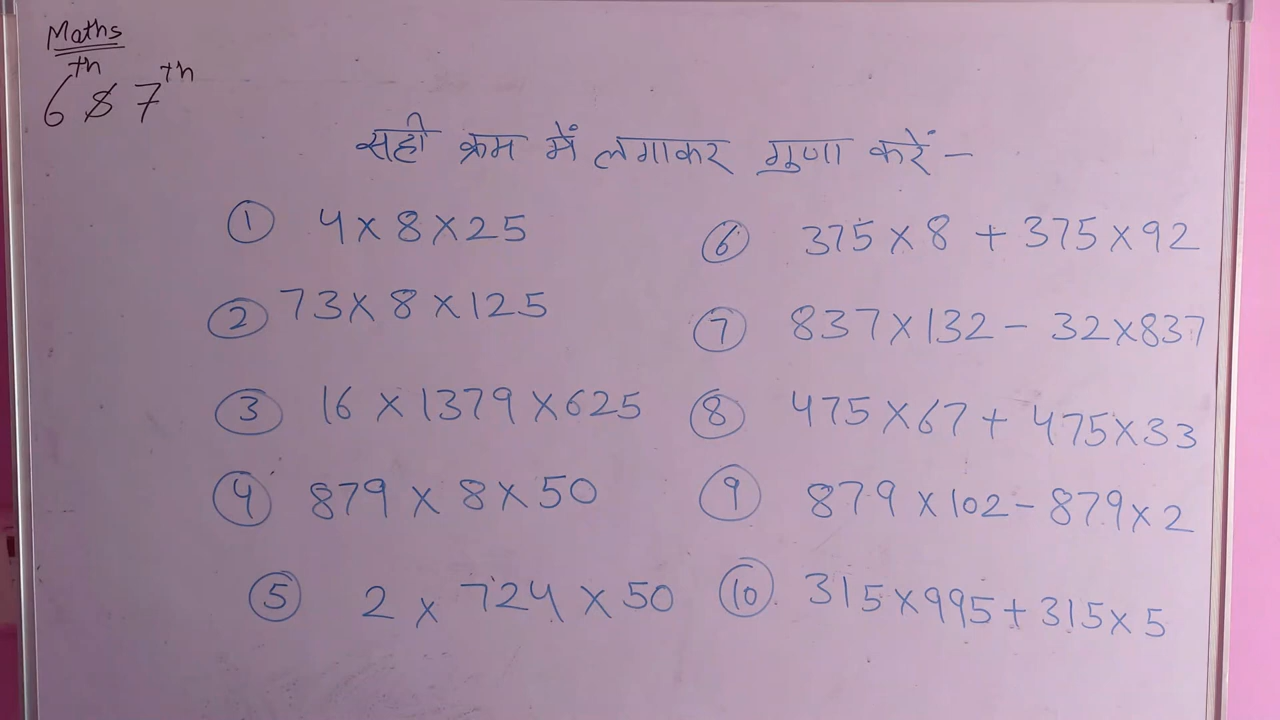 Maths
6th & 7th
सही क्रम में लगाकर गुणा करें -
① 4 × 8 × 25
② 73 × 8 × 125
③ 16 × 1379 × 625
④ 879 × 8 × 50
⑤ 2 × 724 × 50
⑥ 375 × 8 + 375 × 92
⑦ 837 × 132 - 32 × 837
⑧ 475 × 67 + 475 × 33
⑨ 879 × 102 - 879 × 2
⑩ 315 × 995 + 315 × 5